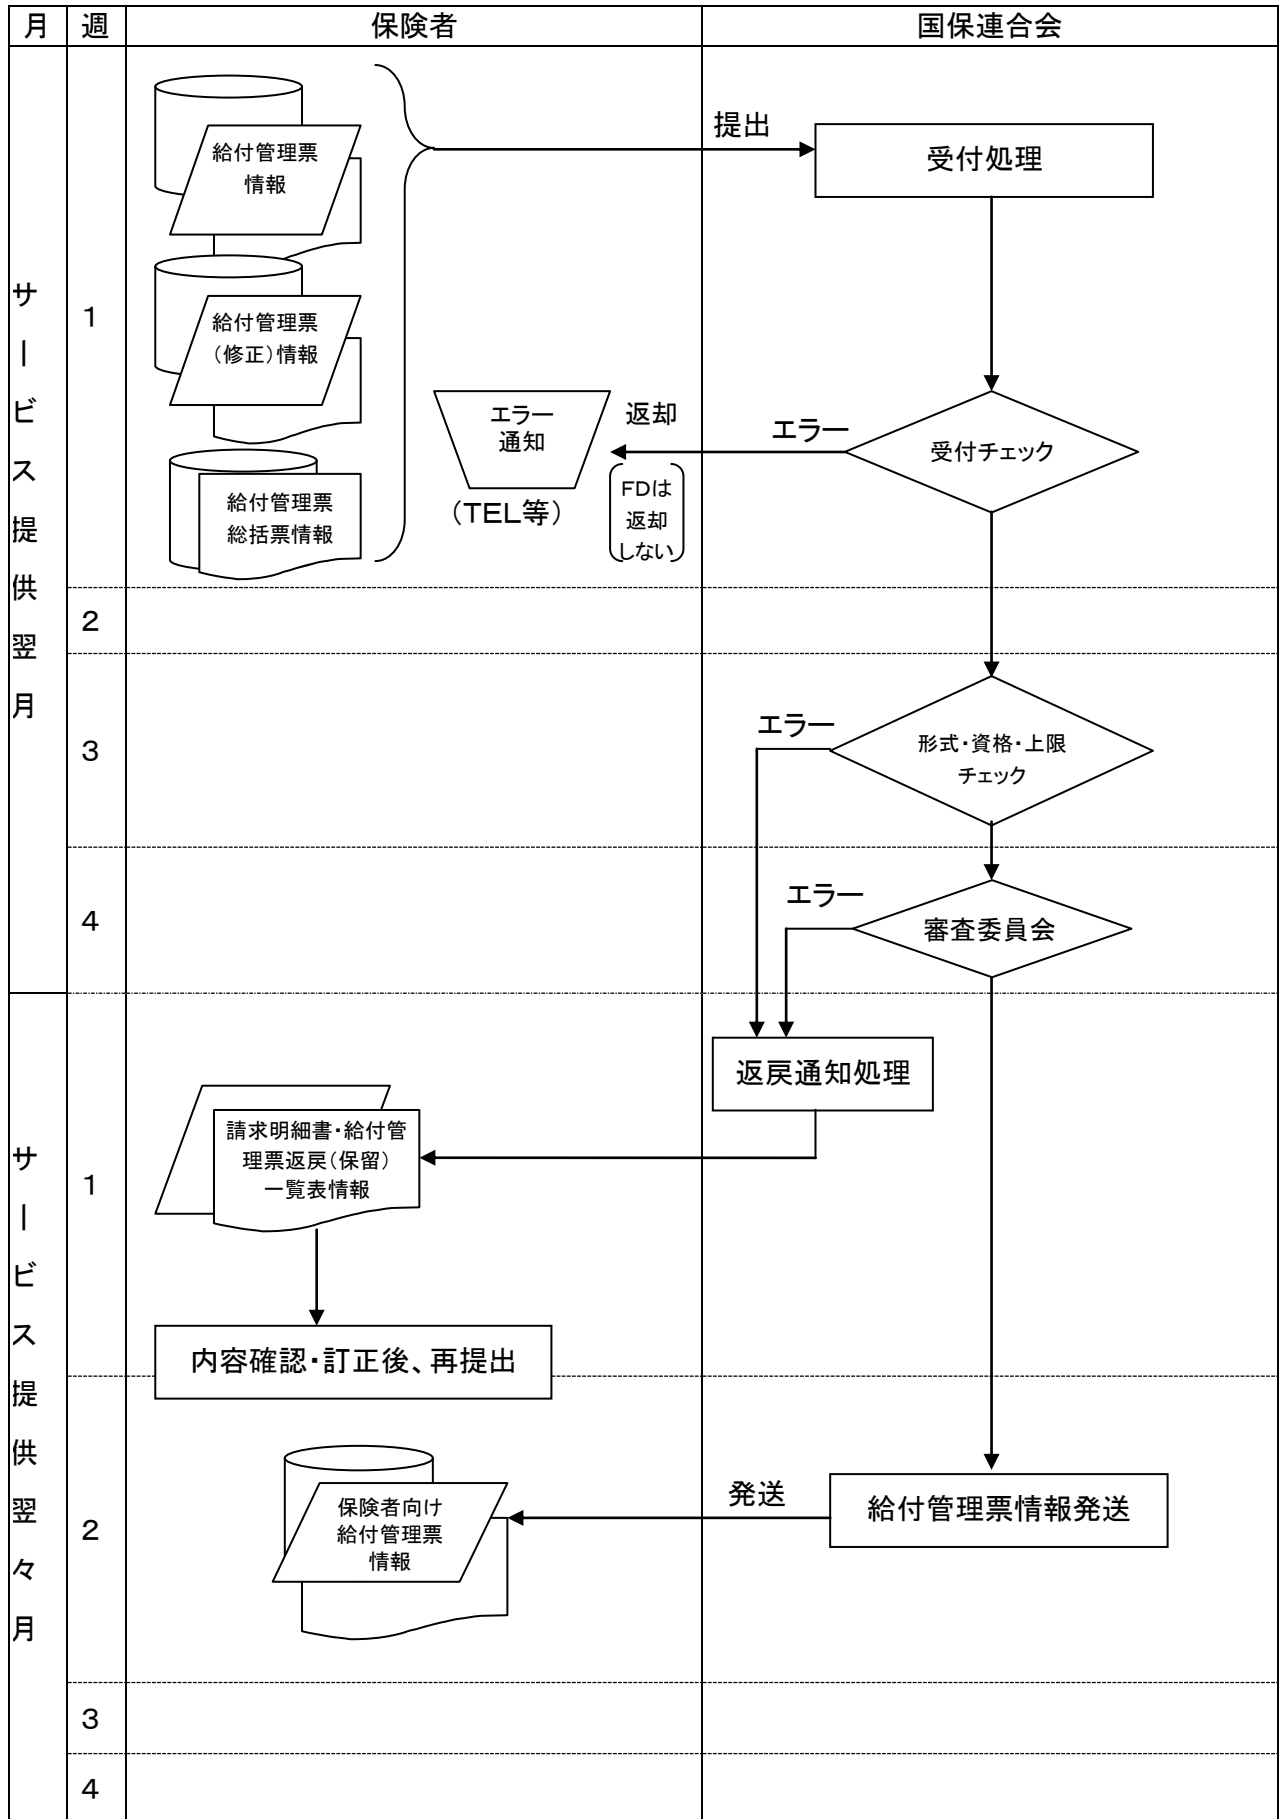 月
週
保険者
国保連合会
サービス提供翌月
1
給付管理票
情報
提出
受付処理
給付管理票
（修正）情報
給付管理票
総括票情報
エラー
通知
（TEL等）
返却
FDは
返却
しない
エラー
受付チェック
2
3
エラー
形式・資格・上限
チェック
4
エラー
審査委員会
サービス提供翌々月
1
返戻通知処理
請求明細書・給付管
理票返戻（保留）
一覧表情報
内容確認・訂正後、再提出
2
保険者向け
給付管理票
情報
発送
給付管理票情報発送
3
4